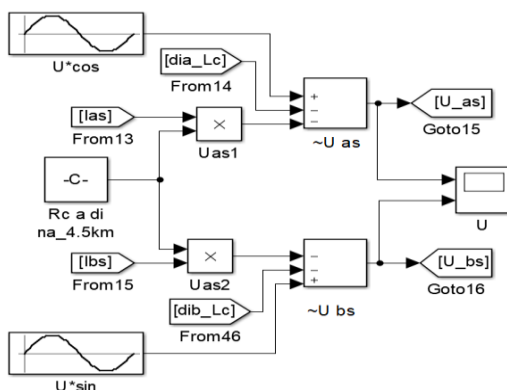 U*cos
[dia_Lc]
From14
[Ias]
From13
×
Uas1
+
−
−
~U as
[U_as]
Goto15
-C-
Rc a di
na_4.5km
U
[Ibs]
From15
×
Uas2
−
−
+
~U bs
[U_bs]
Goto16
[dib_Lc]
From46
U*sin